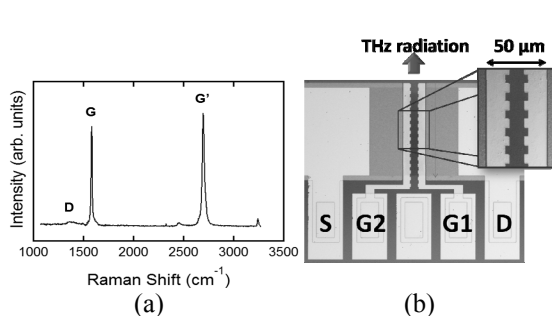 Intensity (arb. units)
D
G
G’
1000 1500 2000 2500 3000 3500
Raman Shift (cm-1)
(a)
THz radiation
50 μm
S
G2
G1
D
(b)